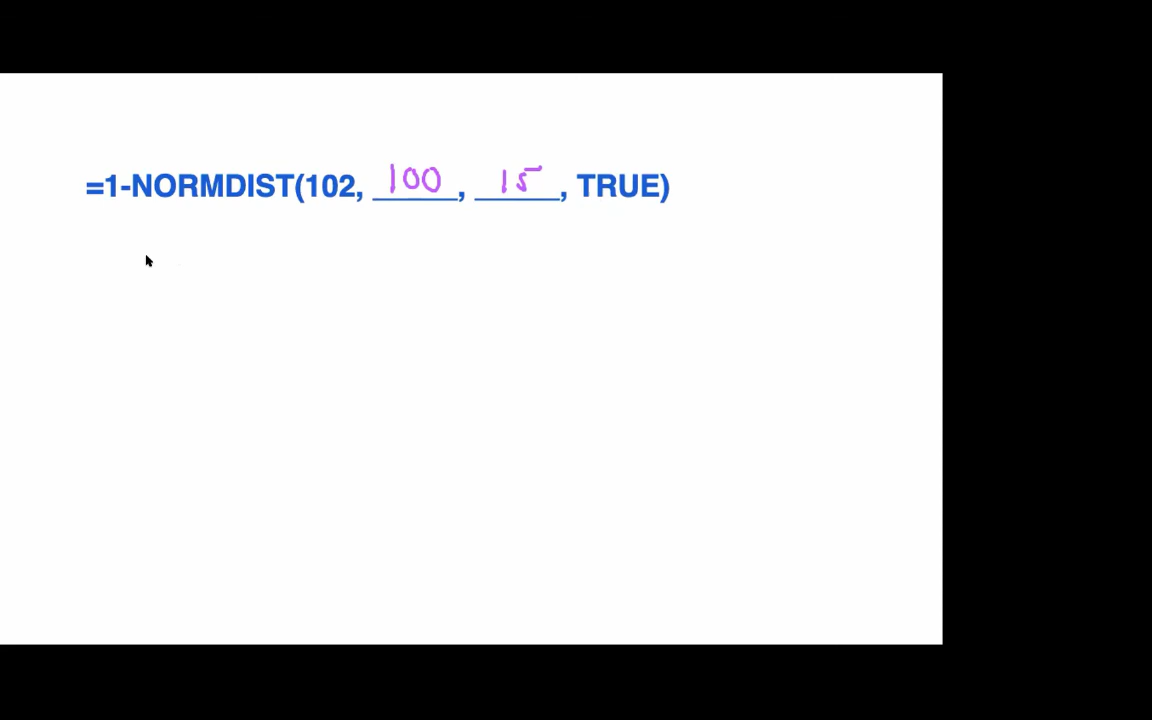 =1-NORMDIST(102, 100, 15, TRUE)